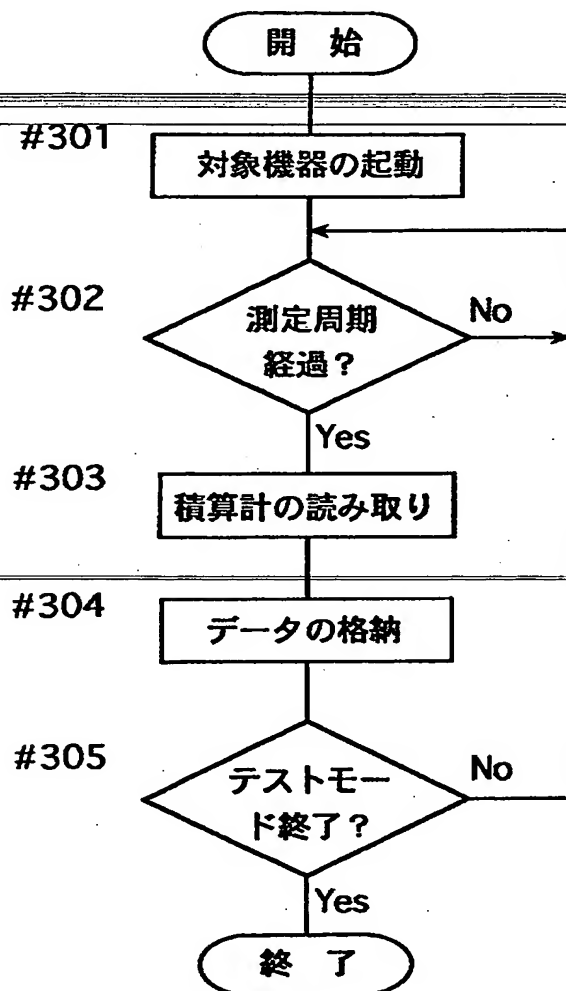 開 始
#301
対象機器の起動
#302
測定周期
経過?
No
Yes
#303
積算計の読み取り
#304
データの格納
#305
テストモー
ド終了?
No
Yes
終 了